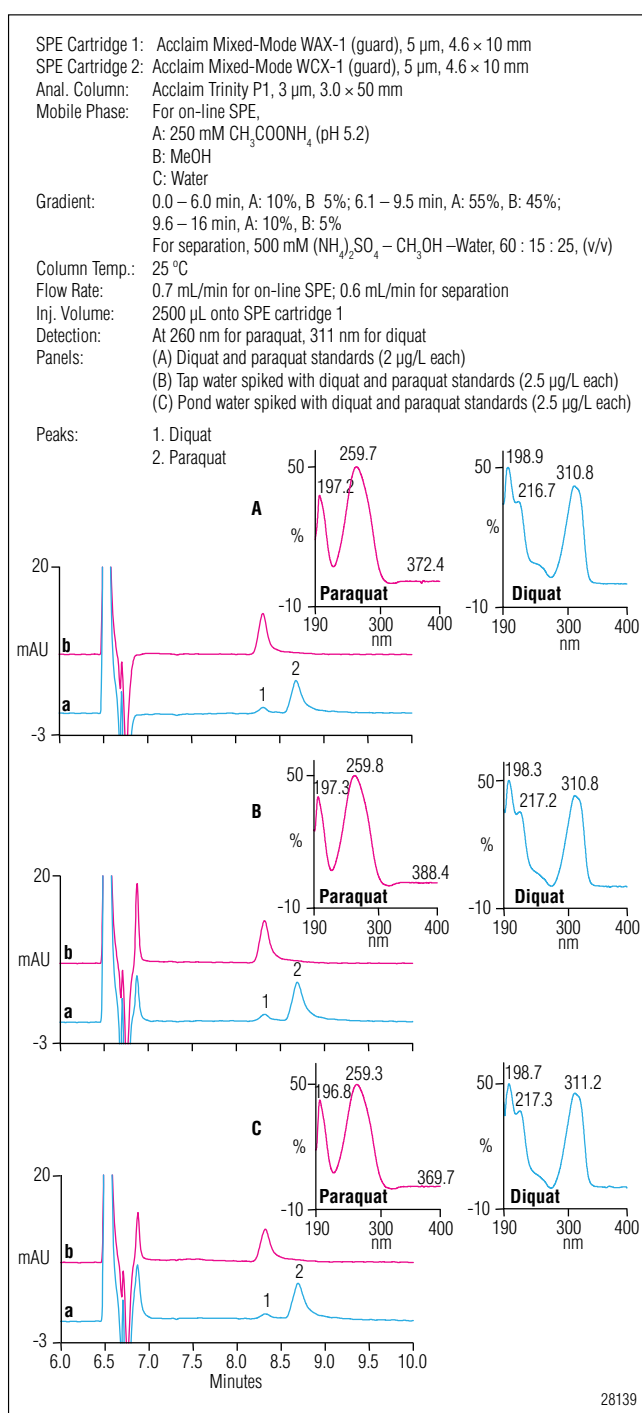 SPE Cartridge 1: Acclaim Mixed-Mode WAX-1 (guard), 5 µm, 4.6 × 10 mm
SPE Cartridge 2: Acclaim Mixed-Mode WCX-1 (guard), 5 µm, 4.6 × 10 mm
Anal. Column: Acclaim Trinity P1, 3 µm, 3.0 × 50 mm
Mobile Phase: For on-line SPE,
A: 250 mM CH3COONH4 (pH 5.2)
B: MeOH
C: Water
Gradient: 0.0 – 6.0 min, A: 10%, B 5%; 6.1 – 9.5 min, A: 55%, B: 45%;
9.6 – 16 min, A: 10%, B: 5%
For separation, 500 mM (NH4)2SO4 – CH3OH –Water, 60 : 15 : 25, (v/v)
Column Temp.: 25 ºC
Flow Rate: 0.7 mL/min for on-line SPE; 0.6 mL/min for separation
Inj. Volume: 2500 µL onto SPE cartridge 1
Detection: At 260 nm for paraquat, 311 nm for diquat
Panels: (A) Diquat and paraquat standards (2 µg/L each)
(B) Tap water spiked with diquat and paraquat standards (2.5 µg/L each)
(C) Pond water spiked with diquat and paraquat standards (2.5 µg/L each)
Peaks: 1. Diquat
2. Paraquat
A
50 197.2 259.7
%
372.4
-10 Paraquat
190 300 400
nm
50 198.9 216.7 310.8
%
-10 Diquat
190 300 400
nm
20
mAU
b
a
1 2
-3
B
50 197.3 259.8
%
388.4
-10 Paraquat
190 300 400
nm
50 198.3 217.2 310.8
%
-10 Diquat
190 300 400
nm
20
mAU
b
a
1 2
-3
C
50 196.8 259.3
%
369.7
-10 Paraquat
190 300 400
nm
50 198.7 217.3 311.2
%
-10 Diquat
190 300 400
nm
20
mAU
b
a
1 2
-3
6.0 6.5 7.0 7.5 8.0 8.5 9.0 9.5 10.0
Minutes
28139